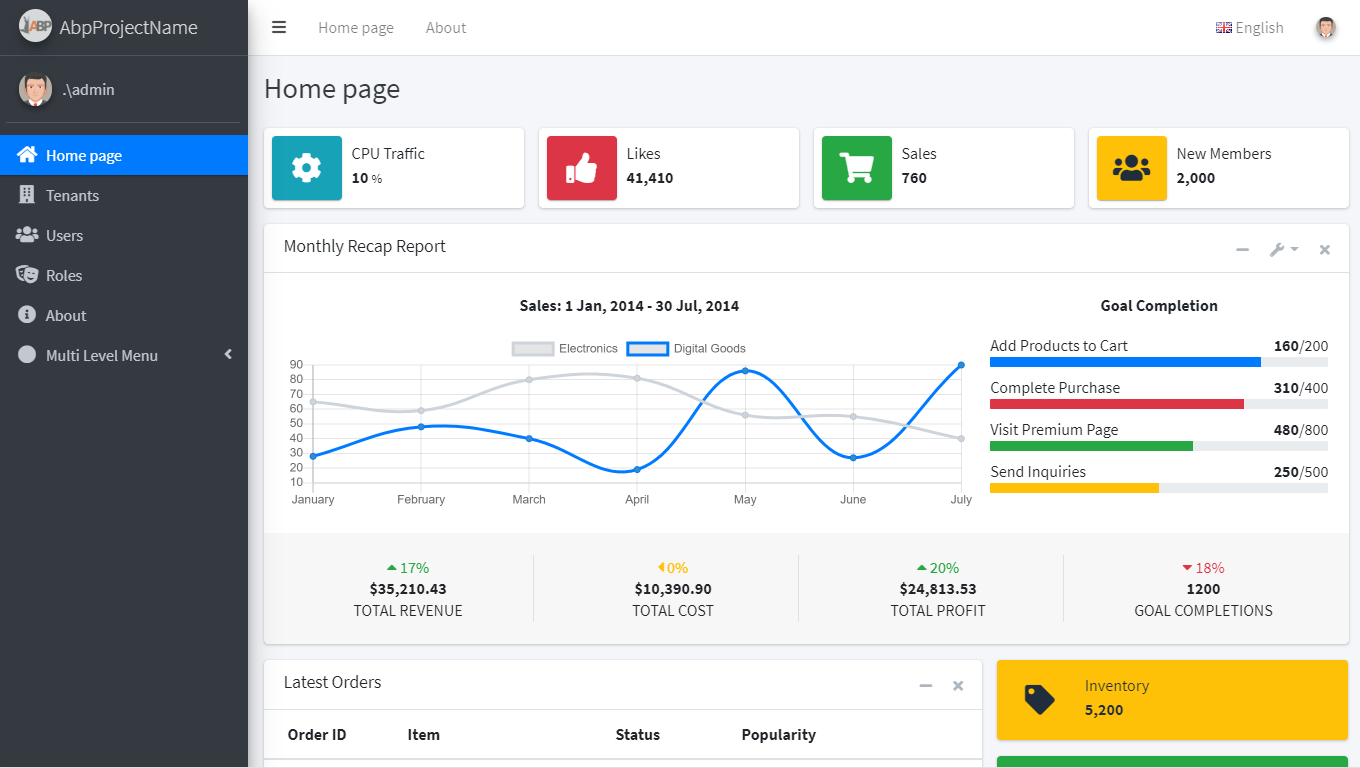 ABP AbpProjectName
Home page About English
.\admin
Home page
Tenants
Users
Roles
About
Multi Level Menu
Home page
CPU Traffic
10 %
Likes
41,410
Sales
760
New Members
2,000
Monthly Recap Report
Sales: 1 Jan, 2014 - 30 Jul, 2014
Electronics Digital Goods
90
80
70
60
50
40
30
20
10
January February March April May June July
Goal Completion
Add Products to Cart 160/200
Complete Purchase 310/400
Visit Premium Page 480/800
Send Inquiries 250/500
17%
$35,210.43
TOTAL REVENUE
0%
$10,390.90
TOTAL COST
20%
$24,813.53
TOTAL PROFIT
18%
1200
GOAL COMPLETIONS
Latest Orders
Order ID Item Status Popularity
Inventory
5,200